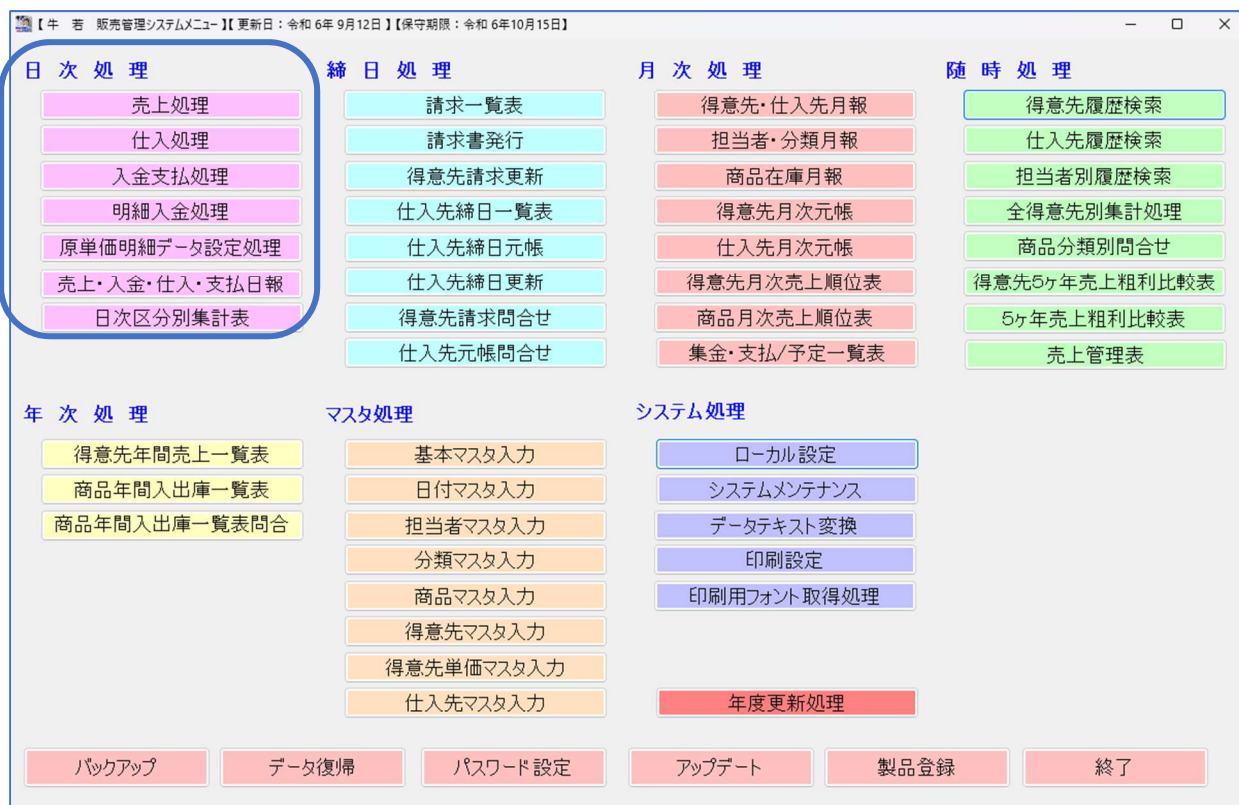 【 牛　若　販売管理システムメニュー 】【 更新日：令和 6年 9月12日 】【保守期限：令和 6年10月15日】
日 次 処 理
売上処理
仕入処理
入金支払処理
明細入金処理
原単価明細データ設定処理
売上・入金・仕入・支払日報
日次区分別集計表
締 日 処 理
請求一覧表
請求書発行
得意先請求更新
仕入先締日一覧表
仕入先締日元帳
仕入先締日更新
得意先請求問合せ
仕入先元帳問合せ
月 次 処 理
得意先・仕入先月報
担当者・分類月報
商品在庫月報
得意先月次元帳
仕入先月次元帳
得意先月次売上順位表
商品月次売上順位表
集金・支払/予定一覧表
随 時 処 理
得意先履歴検索
仕入先履歴検索
担当者別履歴検索
全得意先別集計処理
商品分類別問合せ
得意先5ヶ年売上粗利比較表
5ヶ年売上粗利比較表
売上管理表
年 次 処 理
得意先年間売上一覧表
商品年間入出庫一覧表
商品年間入出庫一覧表問合
マスタ処理
基本マスタ入力
日付マスタ入力
担当者マスタ入力
分類マスタ入力
商品マスタ入力
得意先マスタ入力
得意先単価マスタ入力
仕入先マスタ入力
システム処理
ローカル設定
システムメンテナンス
データテキスト変換
印刷設定
印刷用フォント取得処理
年度更新処理
バックアップ
データ復帰
パスワード設定
アップデート
製品登録
終了